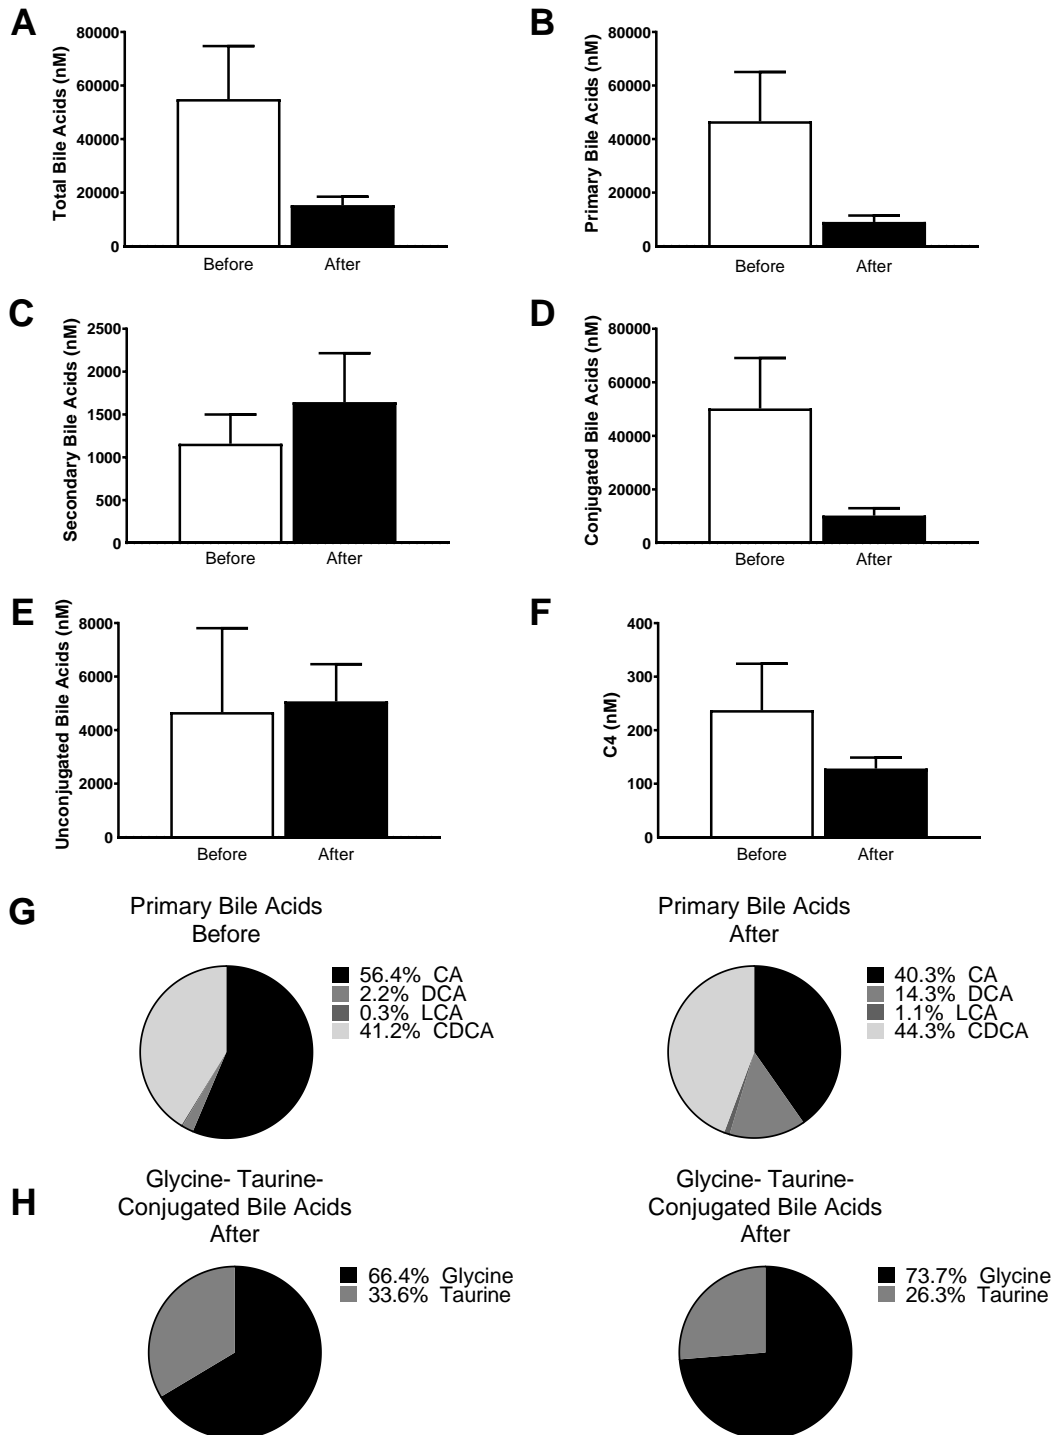 A
Total Bile Acids (nM)
80000
60000
40000
20000
0
Before
After
B
Primary Bile Acids (nM)
80000
60000
40000
20000
0
Before
After
C
Secondary Bile Acids (nM)
2500
2000
1500
1000
500
0
Before
After
D
Conjugated Bile Acids (nM)
80000
60000
40000
20000
0
Before
After
E
Unconjugated Bile Acids (nM)
8000
6000
4000
2000
0
Before
After
F
C4 (nM)
400
300
200
100
0
Before
After
G
Primary Bile Acids
Before
56.4% CA
2.2% DCA
0.3% LCA
41.2% CDCA
Primary Bile Acids
After
40.3% CA
14.3% DCA
1.1% LCA
44.3% CDCA
H
Glycine- Taurine-
Conjugated Bile Acids
After
66.4% Glycine
33.6% Taurine
Glycine- Taurine-
Conjugated Bile Acids
After
73.7% Glycine
26.3% Taurine